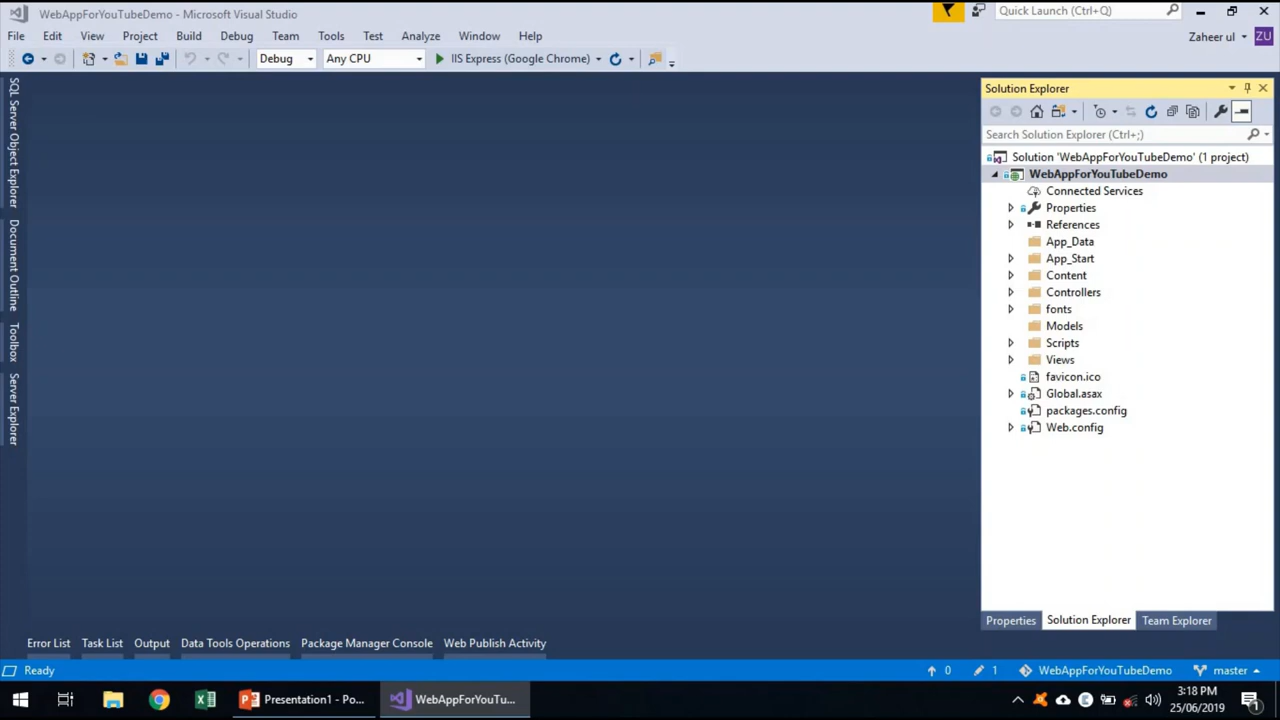 WebAppForYouTubeDemo - Microsoft Visual Studio
Quick Launch (Ctrl+Q)
File Edit View Project Build Debug Team Tools Test Analyze Window Help
Zaheer ul ZU
Debug Any CPU IIS Express (Google Chrome)
SQL Server Object Explorer
Document Outline
Toolbox
Server Explorer
Solution Explorer
Search Solution Explorer (Ctrl+;)
Solution 'WebAppForYouTubeDemo' (1 project)
WebAppForYouTubeDemo
Connected Services
Properties
References
App_Data
App_Start
Content
Controllers
fonts
Models
Scripts
Views
favicon.ico
Global.asax
packages.config
Web.config
Properties Solution Explorer Team Explorer
Error List Task List Output Data Tools Operations Package Manager Console Web Publish Activity
Ready 0 1 WebAppForYouTubeDemo master
Presentation1 - Po... WebAppForYouTu...
3:18 PM
25/06/2019
1